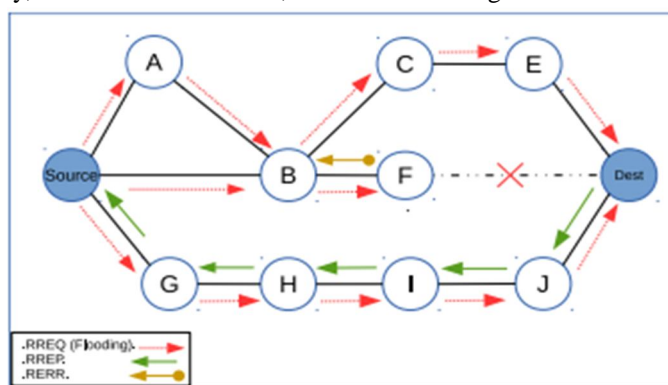 A
C
E
Source
B
F
Dest
G
H
I
J
.RREQ (Flooding).
.RREP.
.RERR.